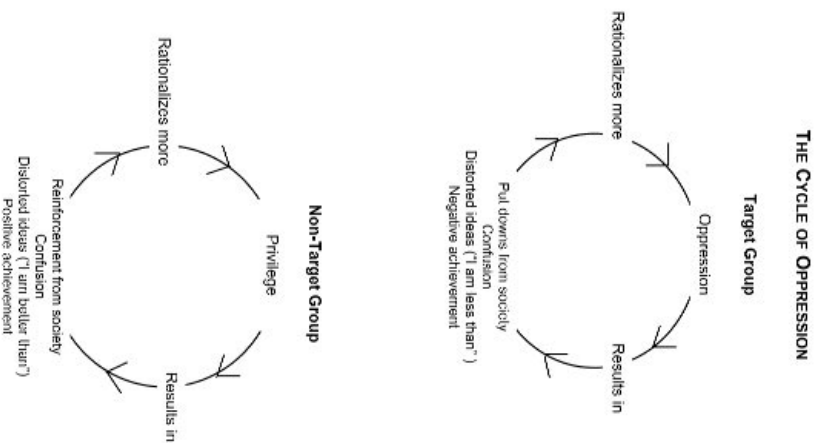 THE CYCLE OF OPPRESSION
Target Group
Oppression
Rationalizes more
Results in
Put downs from society
Confusion
Distorted ideas ("I am less than" )
Negative achievement
Non-Target Group
Privilege
Rationalizes more
Results in
Reinforcement from society
Confusion
Distorted ideas ("I am better than")
Positive achievement